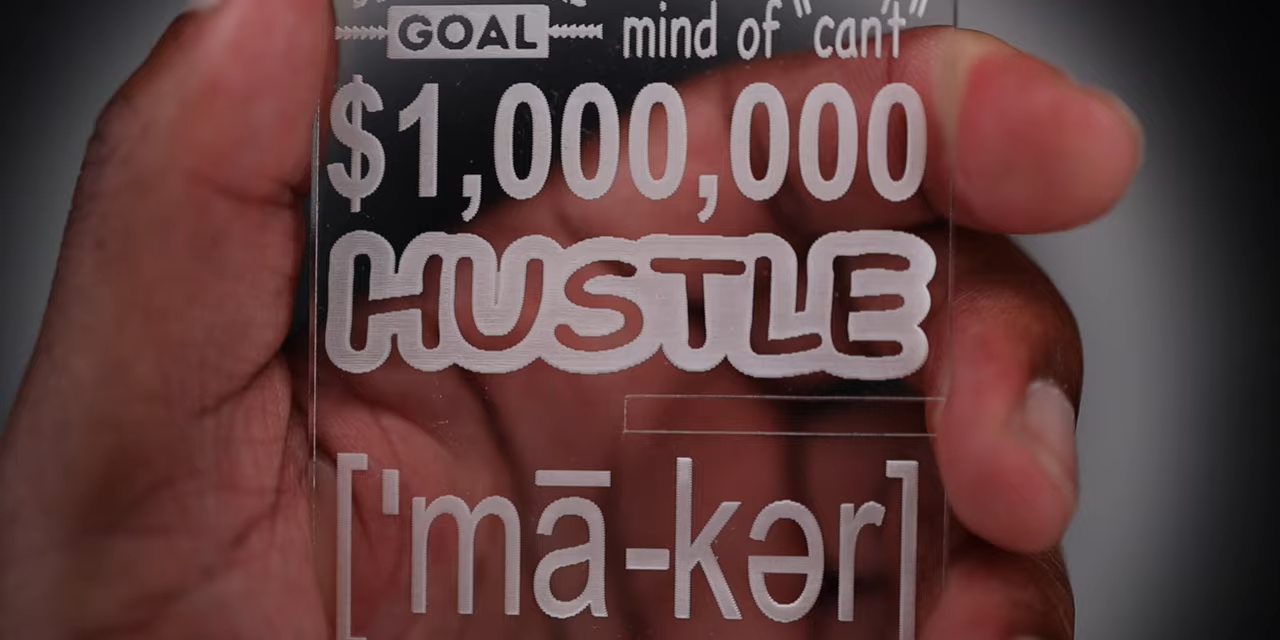 GOAL mind of "can't"
$1,000,000
HUSTLE
['mā-kər]